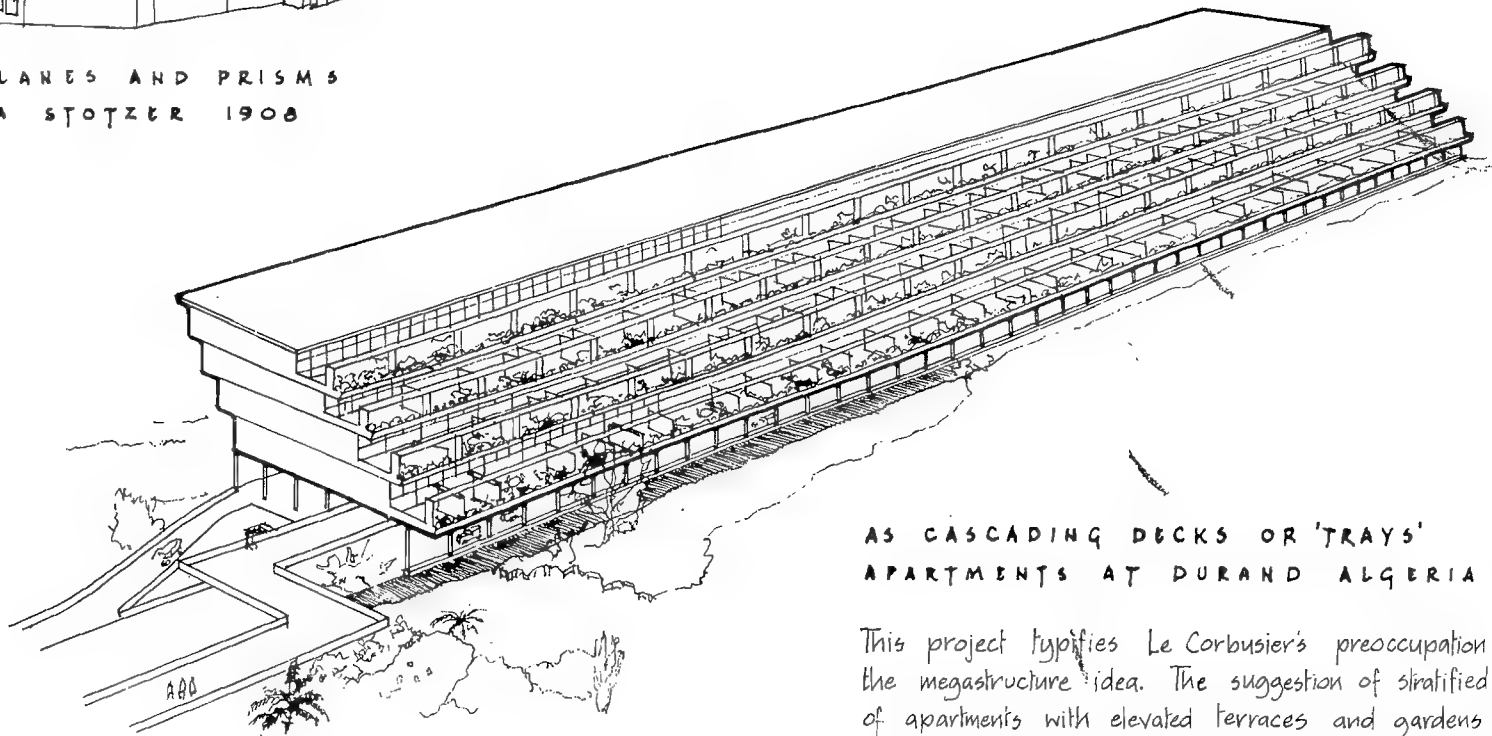 LANES AND PRISMS
A STOTZER 1908
AS CASCADING DECKS OR 'TRAYS'
APARTMENTS AT DURAND ALGERIA
This project typifies Le Corbusier's preoccupation
the megastructure idea. The suggestion of stratified
of apartments with elevated terraces and gardens